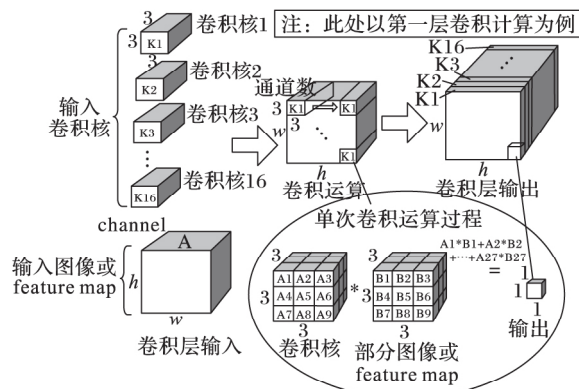 注：此处以第一层卷积计算为例
3
3
K1
卷积核1
3
K2
卷积核2
K3
卷积核3
K16
卷积核16
输入
卷积核
通道数
3
K1
K1
3
w
K1
h
卷积运算
K16
K3
K2
K1
w
h
卷积层输出
channel
A
输入图像或
feature map
h
w
卷积层输入
单次卷积运算过程
3
A1 A2 A3
3 A4 A5 A6
A7 A8 A9
3
卷积核
*
3
B1 B2 B3
3 B4 B5 B6
B7 B8 B9
3
部分图像或
feature map
A1*B1+A2*B2
+…+A27*B27
=
1
1
1
输出